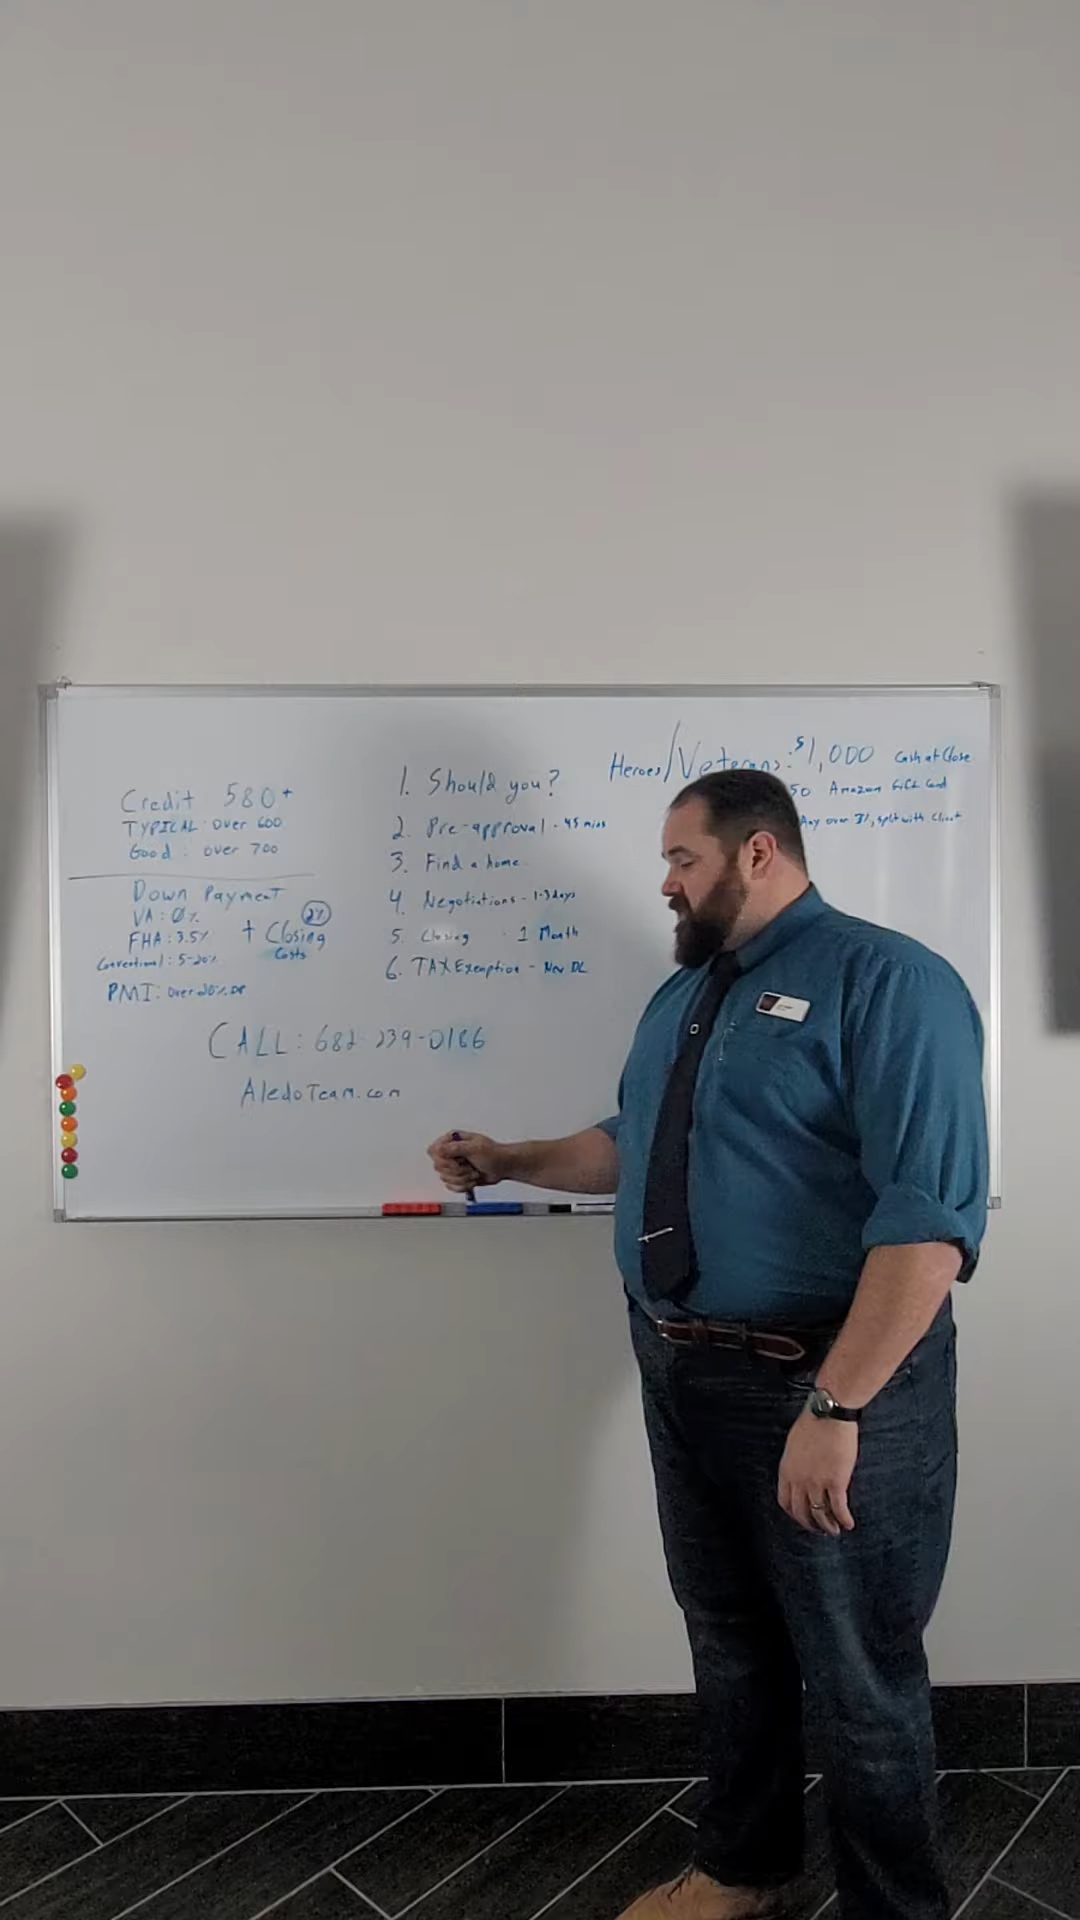 Credit 580+
TYPICAL: over 600
Good: over 700
Down Payment
VA: 0%
FHA: 3.5%
Conventional: 5-20%
+ Closing 2%
Costs
PMI: over 20% DP
1. Should you?
2. Pre-approval - 45 mins
3. Find a home
4. Negotiations - 1-3 days
5. Closing - 1 Month
6. TAX Exemption - New DL
Heroes/Veterans: $1,000 Cash at Close
50 Amazon Gift Card
Any over 3%, split with Client
CALL: 682-239-0186
AledoTeam.com